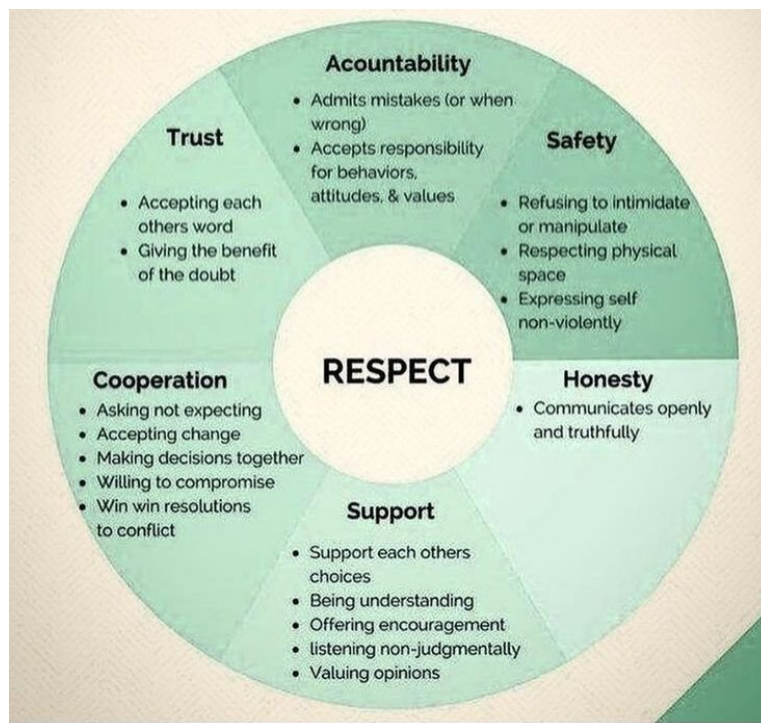 Acountability
• Admits mistakes (or when
wrong)
• Accepts responsibility
for behaviors,
attitudes, & values
Safety
• Refusing to intimidate
or manipulate
• Respecting physical
space
• Expressing self
non-violently
Honesty
• Communicates openly
and truthfully
Support
• Support each others
choices
• Being understanding
• Offering encouragement
• listening non-judgmentally
• Valuing opinions
Cooperation
• Asking not expecting
• Accepting change
• Making decisions together
• Willing to compromise
• Win win resolutions
to conflict
Trust
• Accepting each
others word
• Giving the benefit
of the doubt
RESPECT